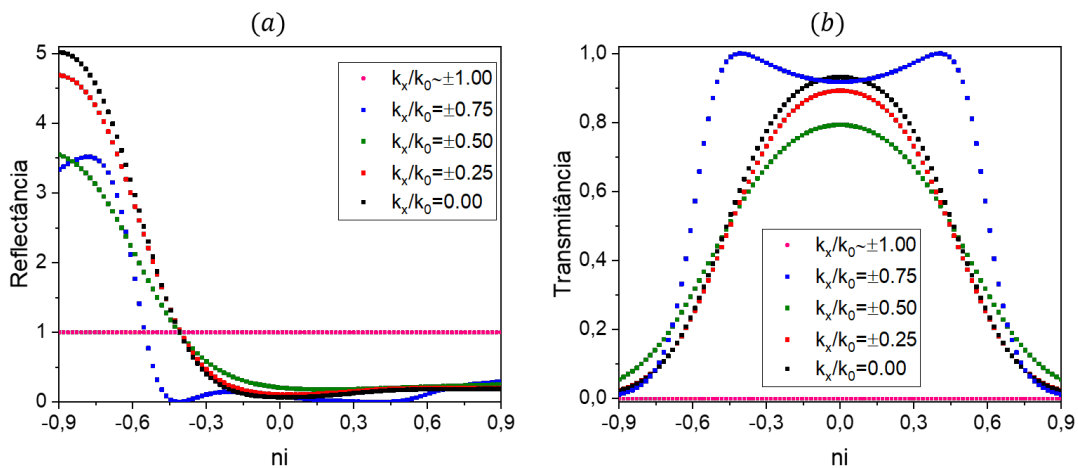 (a)
Reflectância
5
4
3
2
1
0
-0,9
-0,6
-0,3
0,0
0,3
0,6
0,9
ni
kₓ/k₀~±1.00
kₓ/k₀=±0.75
kₓ/k₀=±0.50
kₓ/k₀=±0.25
kₓ/k₀=0.00
(b)
Transmitância
1,0
0,8
0,6
0,4
0,2
0,0
-0,9
-0,6
-0,3
0,0
0,3
0,6
0,9
ni
kₓ/k₀~±1.00
kₓ/k₀=±0.75
kₓ/k₀=±0.50
kₓ/k₀=±0.25
kₓ/k₀=0.00